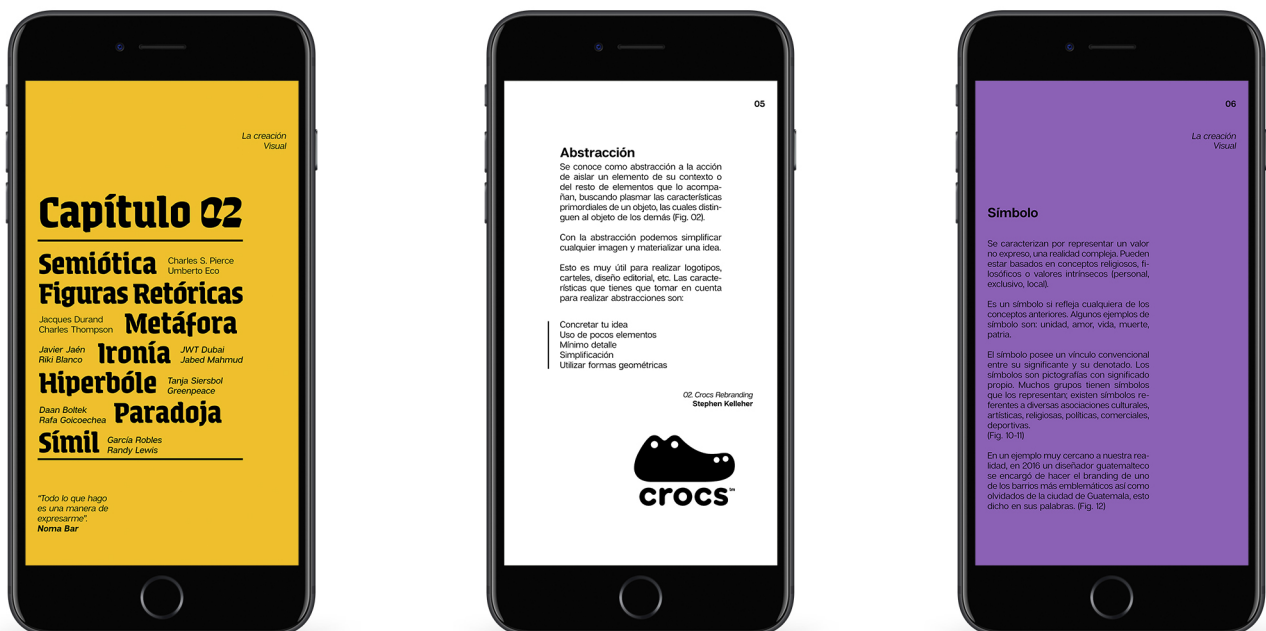 La creación
Visual
Capítulo 02
Semiótica
Charles S. Pierce
Umberto Eco
Figuras Retóricas
Jacques Durand
Charles Thompson
Metáfora
Javier Jaén
Riki Blanco
Ironía
JWT Dubai
Jabed Mahmud
Hiperbóle
Tanja Siersbol
Greenpeace
Daan Boltek
Rafa Goicoechea
Paradoja
Símil
García Robles
Randy Lewis
"Todo lo que hago
es una manera de
expresarme".
Noma Bar
05
Abstracción
Se conoce como abstracción a la acción
de aislar un elemento de su contexto o
del resto de elementos que lo acompa-
ñan, buscando plasmar las características
primordiales de un objeto, las cuales distin-
guen al objeto de los demás (Fig. 02).
Con la abstracción podemos simplificar
cualquier imagen y materializar una idea.
Esto es muy útil para realizar logotipos,
carteles, diseño editorial, etc. Las caracte-
rísticas que tienes que tomar en cuenta
para realizar abstracciones son:
Concretar tu idea
Uso de pocos elementos
Mínimo detalle
Simplificación
Utilizar formas geométricas
02. Crocs Rebranding
Stephen Kelleher
crocs℠
06
La creación
Visual
Símbolo
Se caracterizan por representar un valor
no expreso, una realidad compleja. Pueden
estar basados en conceptos religiosos, fi-
losóficos o valores intrínsecos (personal,
exclusivo, local).
Es un símbolo si refleja cualquiera de los
conceptos anteriores. Algunos ejemplos de
símbolo son: unidad, amor, vida, muerte,
patria.
El símbolo posee un vínculo convencional
entre su significante y su denotado. Los
símbolos son pictografías con significado
propio. Muchos grupos tienen símbolos
que los representan; existen símbolos re-
ferentes a diversas asociaciones culturales,
artísticas, religiosas, políticas, comerciales,
deportivas.
(Fig. 10-11)
En un ejemplo muy cercano a nuestra rea-
lidad, en 2016 un diseñador guatemalteco
se encargó de hacer el branding de uno
de los barrios más emblemáticos así como
olvidados de la ciudad de Guatemala, esto
dicho en sus palabras. (Fig. 12)